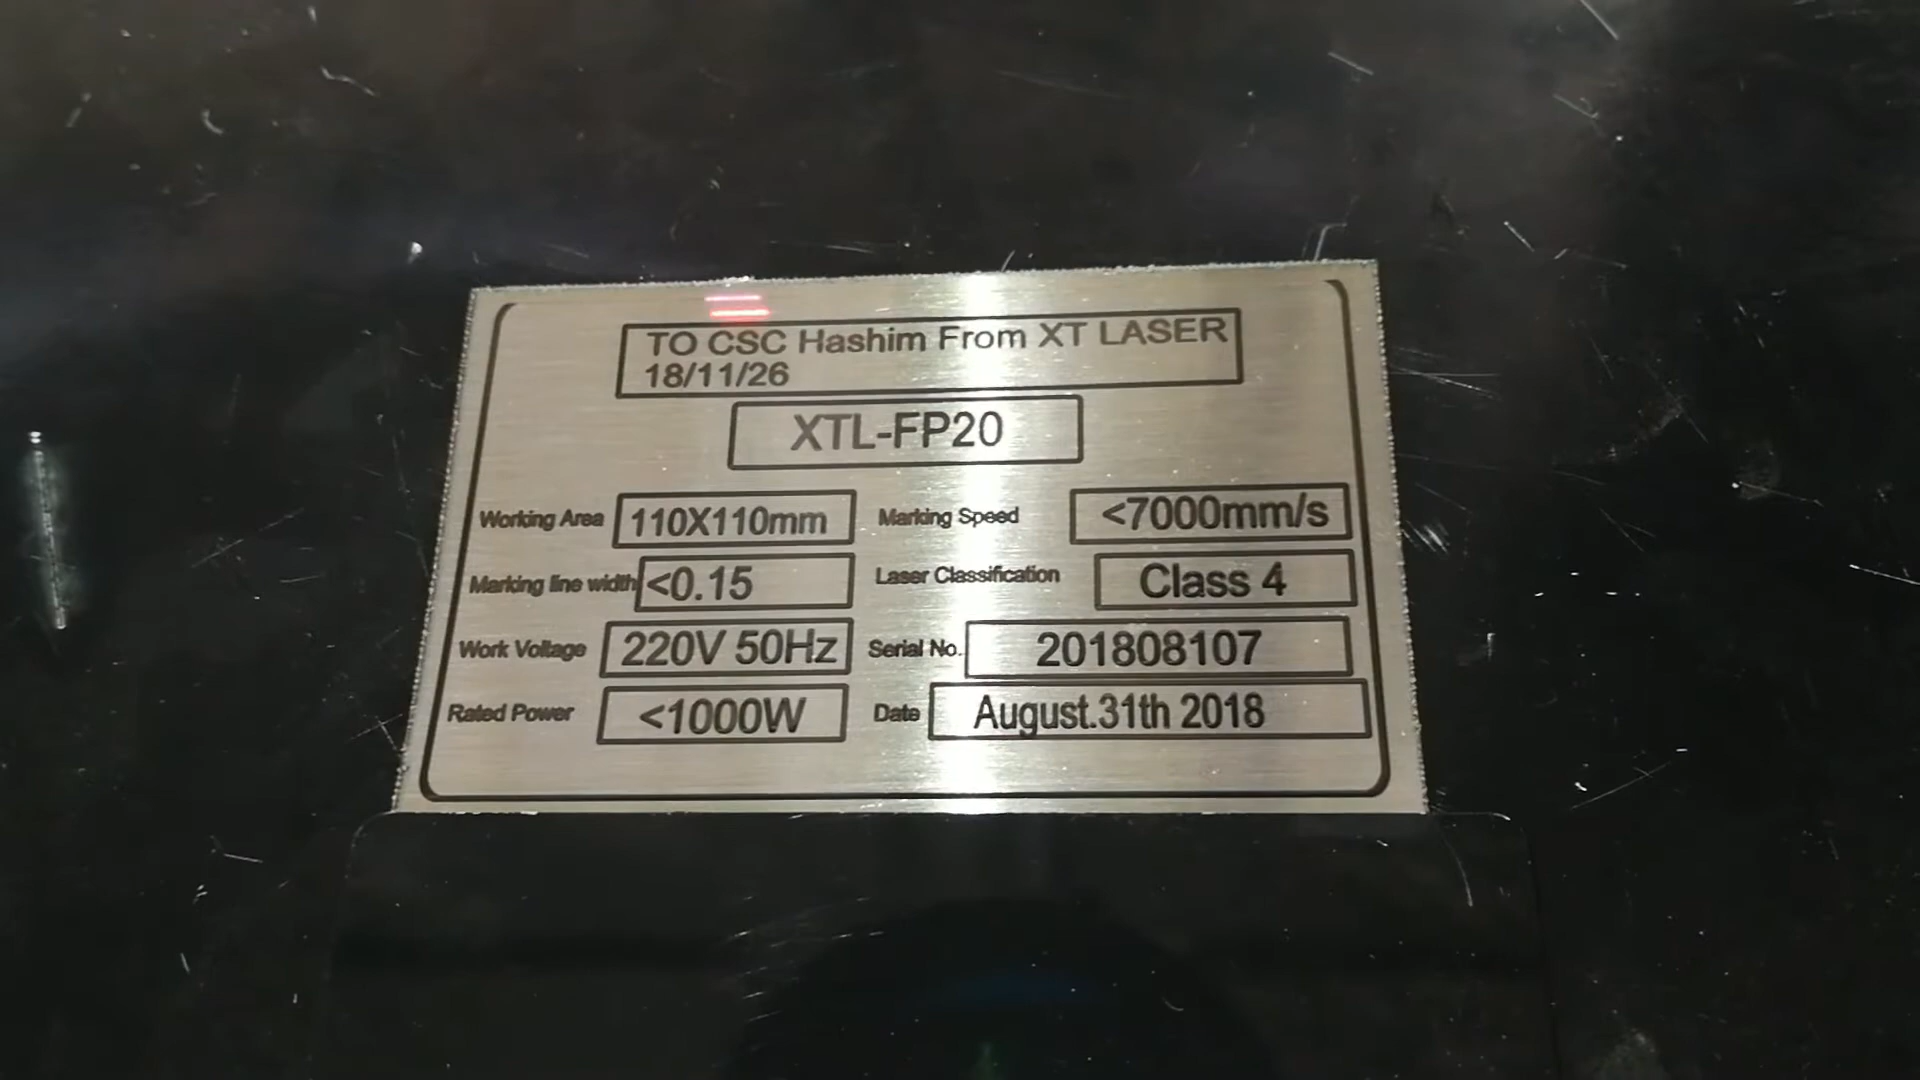 TO CSC Hashim From XT LASER
18/11/26
XTL-FP20
Working Area 110X110mm Marking Speed <7000mm/s
Marking line width <0.15 Laser Classification Class 4
Work Voltage 220V 50Hz Serial No. 201808107
Rated Power <1000W Date August.31th 2018